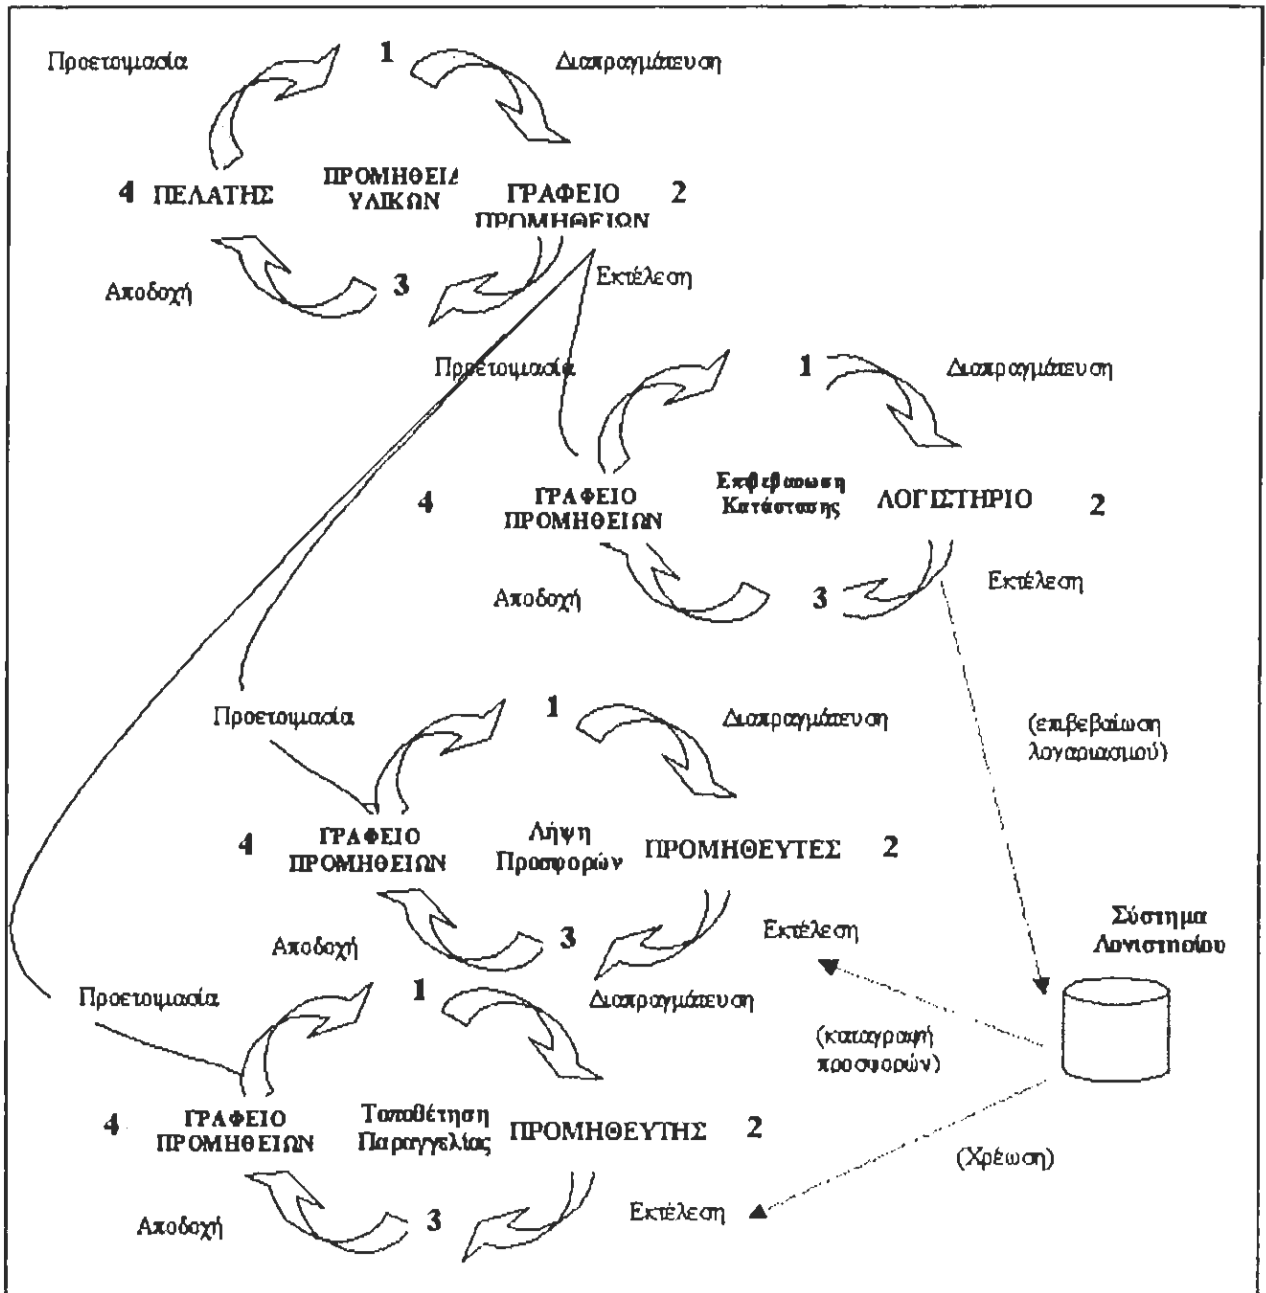 Προετοιμασία 1 Διαπραγμάτευση
4 ΠΕΛΑΤΗΣ ΠΡΟΜΗΘΕΙΑ ΓΡΑΦΕΙΟ 2
ΥΛΙΚΩΝ ΠΡΟΜΗΘΕΙΩΝ
Αποδοχή 3 Εκτέλεση
Προετοιμασία 1 Διαπραγμάτευση
4 ΓΡΑΦΕΙΟ Επιβεβαιωση ΛΟΓΙΣΤΗΡΙΟ 2
ΠΡΟΜΗΘΕΙΩΝ Κατάστασης
Αποδοχή 3 Εκτέλεση
Προετοιμασία 1 Διαπραγμάτευση
(επιβεβαίωση
λογαριασμού)
4 ΓΡΑΦΕΙΟ Λήψη ΠΡΟΜΗΘΕΥΤΕΣ 2
ΠΡΟΜΗΘΕΙΩΝ Προσφορών
Αποδοχή 3 Εκτέλεση
Σύστημα
Λογιστηρίου
Προετοιμασία 1 Διαπραγμάτευση
(καταγραφή
προσφορών)
4 ΓΡΑΦΕΙΟ Τοποθέτηση ΠΡΟΜΗΘΕΥΤΗΣ 2
ΠΡΟΜΗΘΕΙΩΝ Παραγγελίας
(Χρέωση)
Αποδοχή 3 Εκτέλεση